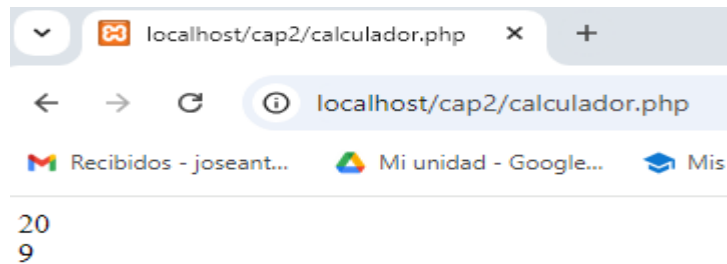 localhost/cap2/calculador.php
localhost/cap2/calculador.php
Recibidos - joseant... Mi unidad - Google... Mis
20
9